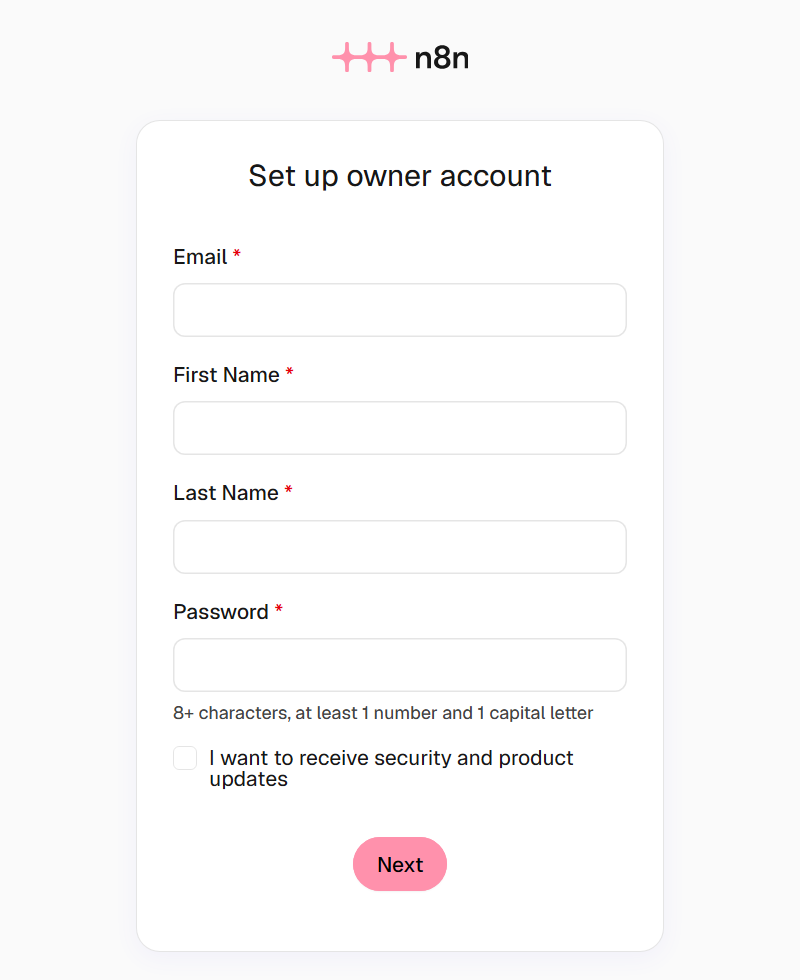 n8n
Set up owner account
Email *
First Name *
Last Name *
Password *
8+ characters, at least 1 number and 1 capital letter
I want to receive security and product
updates
Next